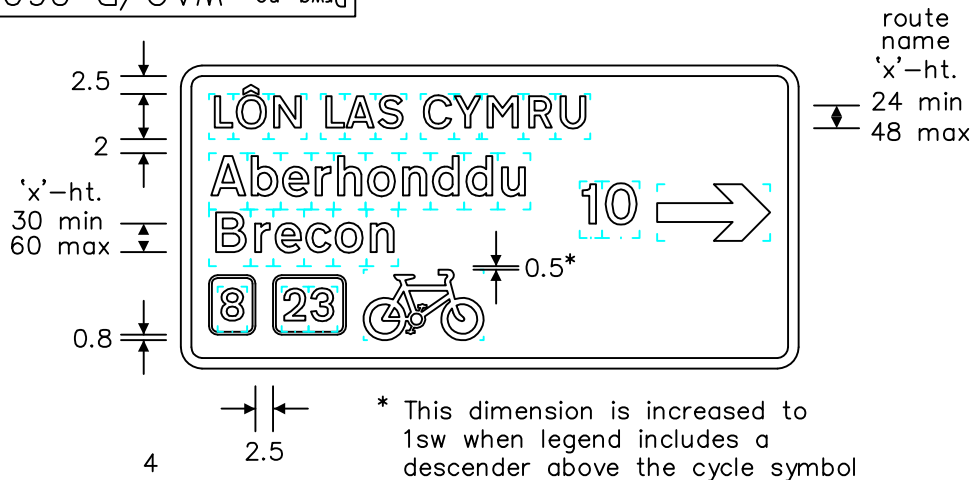 route
name
'x'-ht.
24 min
48 max
2.5
2
'x'-ht.
30 min
60 max
0.8
LÔN LAS CYMRU
Aberhonddu
Brecon
10
8 23
0.5*
2.5
4
* This dimension is increased to
1sw when legend includes a
descender above the cycle symbol